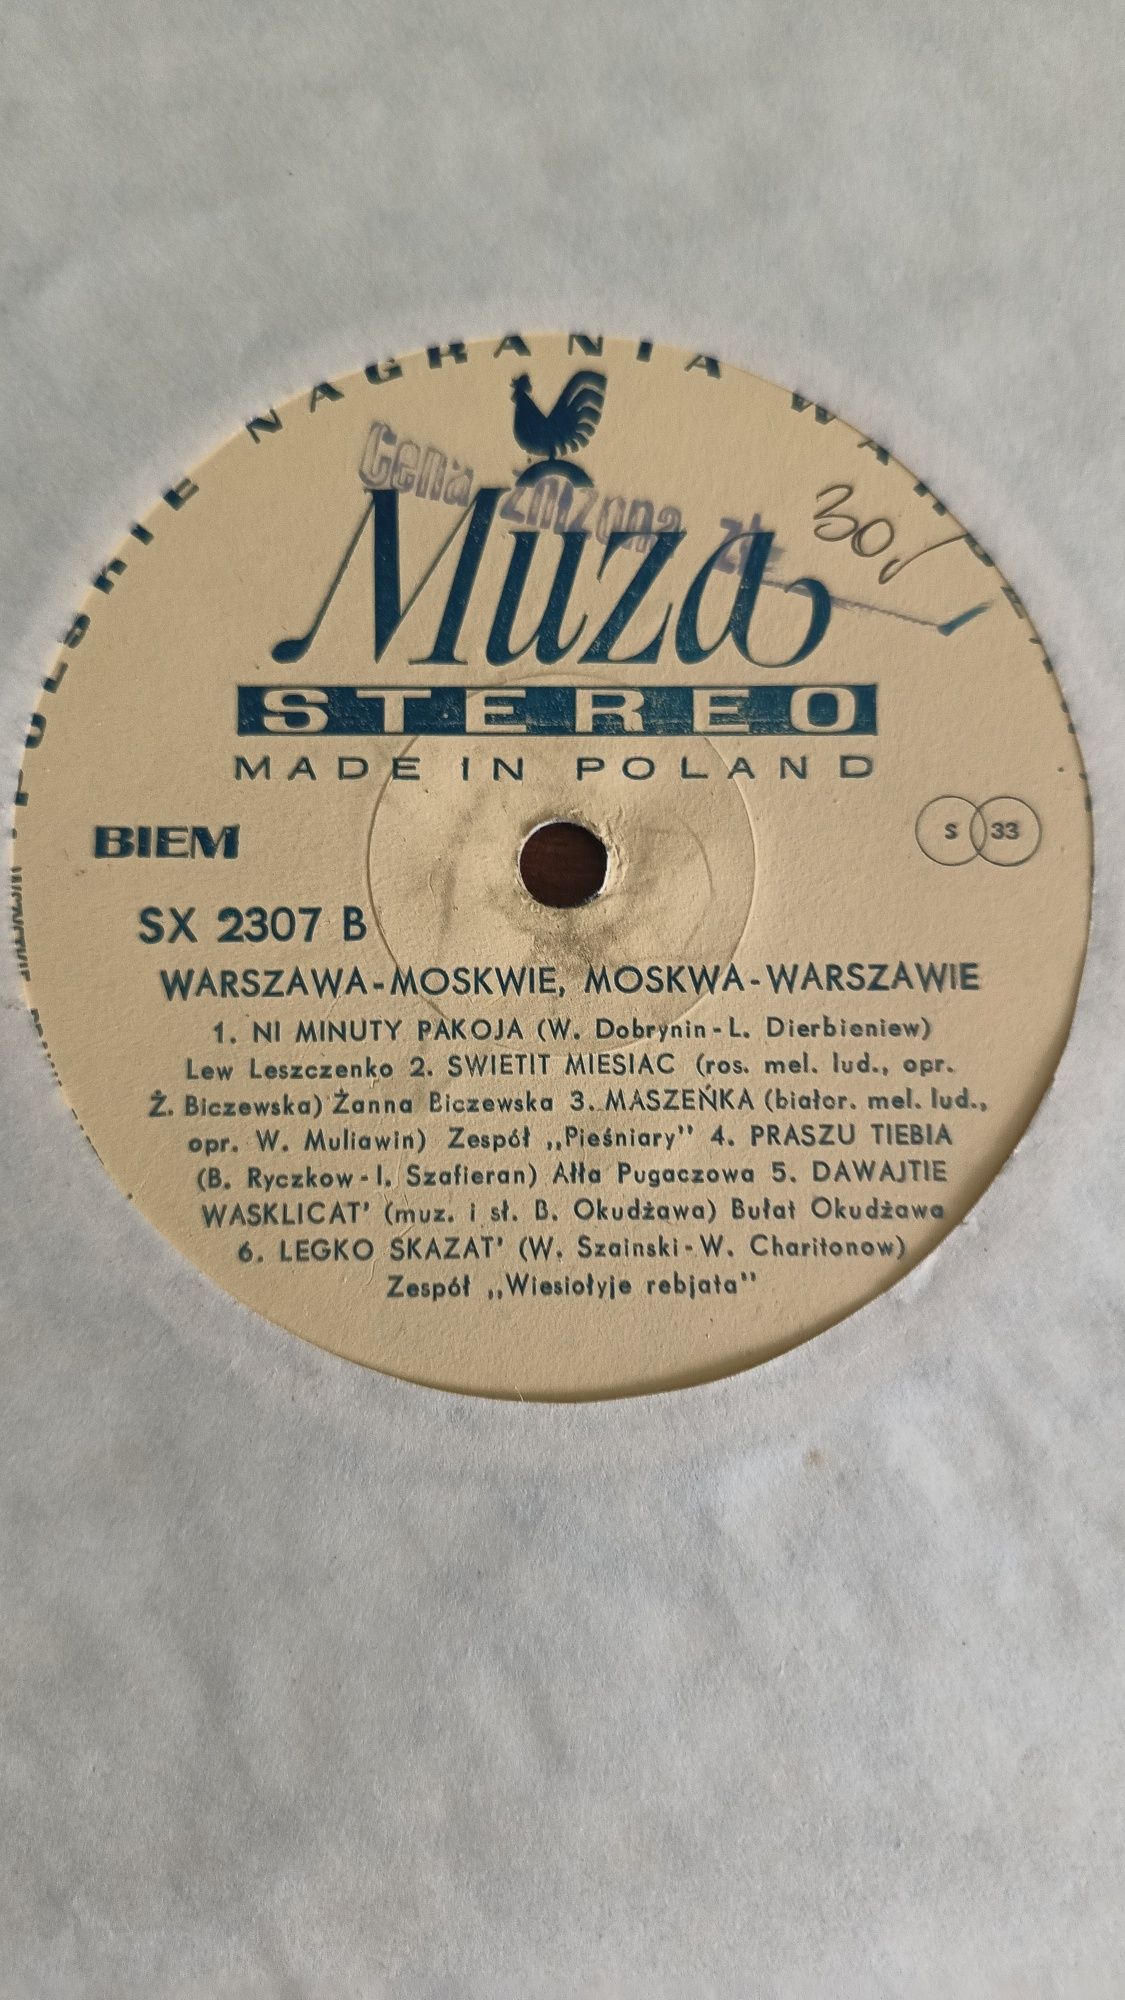 POLSKIE NAGRANIA WARSZAWA
Cena zniżona zł 30,
Muza
STEREO
MADE IN POLAND
BIEM
S 33
SX 2307 B
WARSZAWA-MOSKWIE, MOSKWA-WARSZAWIE
1. NI MINUTY PAKOJA (W. Dobrynin-L. Dierbieniew)
Lew Leszczenko 2. SWIETIT MIESIAC (ros. mel. lud., opr.
Ż. Biczewska) Żanna Biczewska 3. MASZEŃKA (biator. mel. lud.,
opr. W. Muliawin) Zespół „Pieśniary” 4. PRASZU TIEBIA
(B. Ryczkow-I. Szafieran) Ałła Pugaczowa 5. DAWAJTIE
WASKLICAT' (muz. i sł. B. Okudżawa) Bułat Okudżawa
6. LEGKO SKAZAT' (W. Szainski-W. Charitonow)
Zespół „Wiesiołyje rebjata”